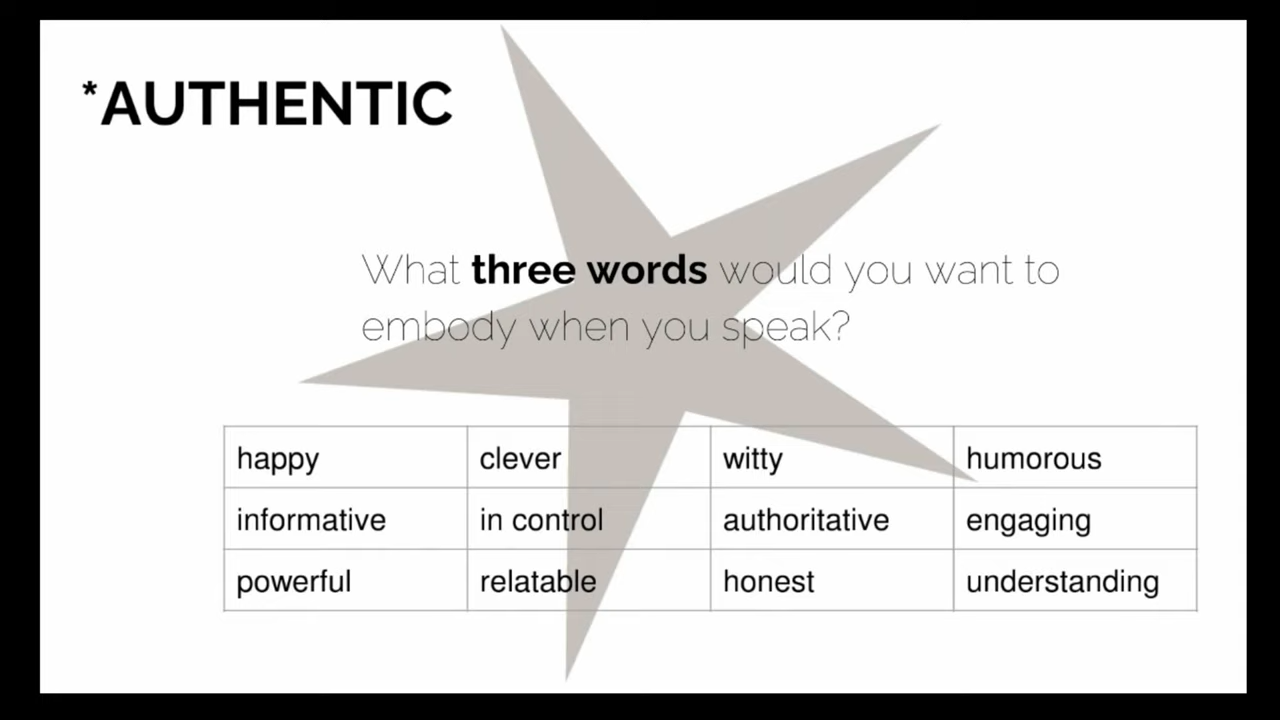 *AUTHENTIC
What three words would you want to
embody when you speak?
happy clever witty humorous
informative in control authoritative engaging
powerful relatable honest understanding